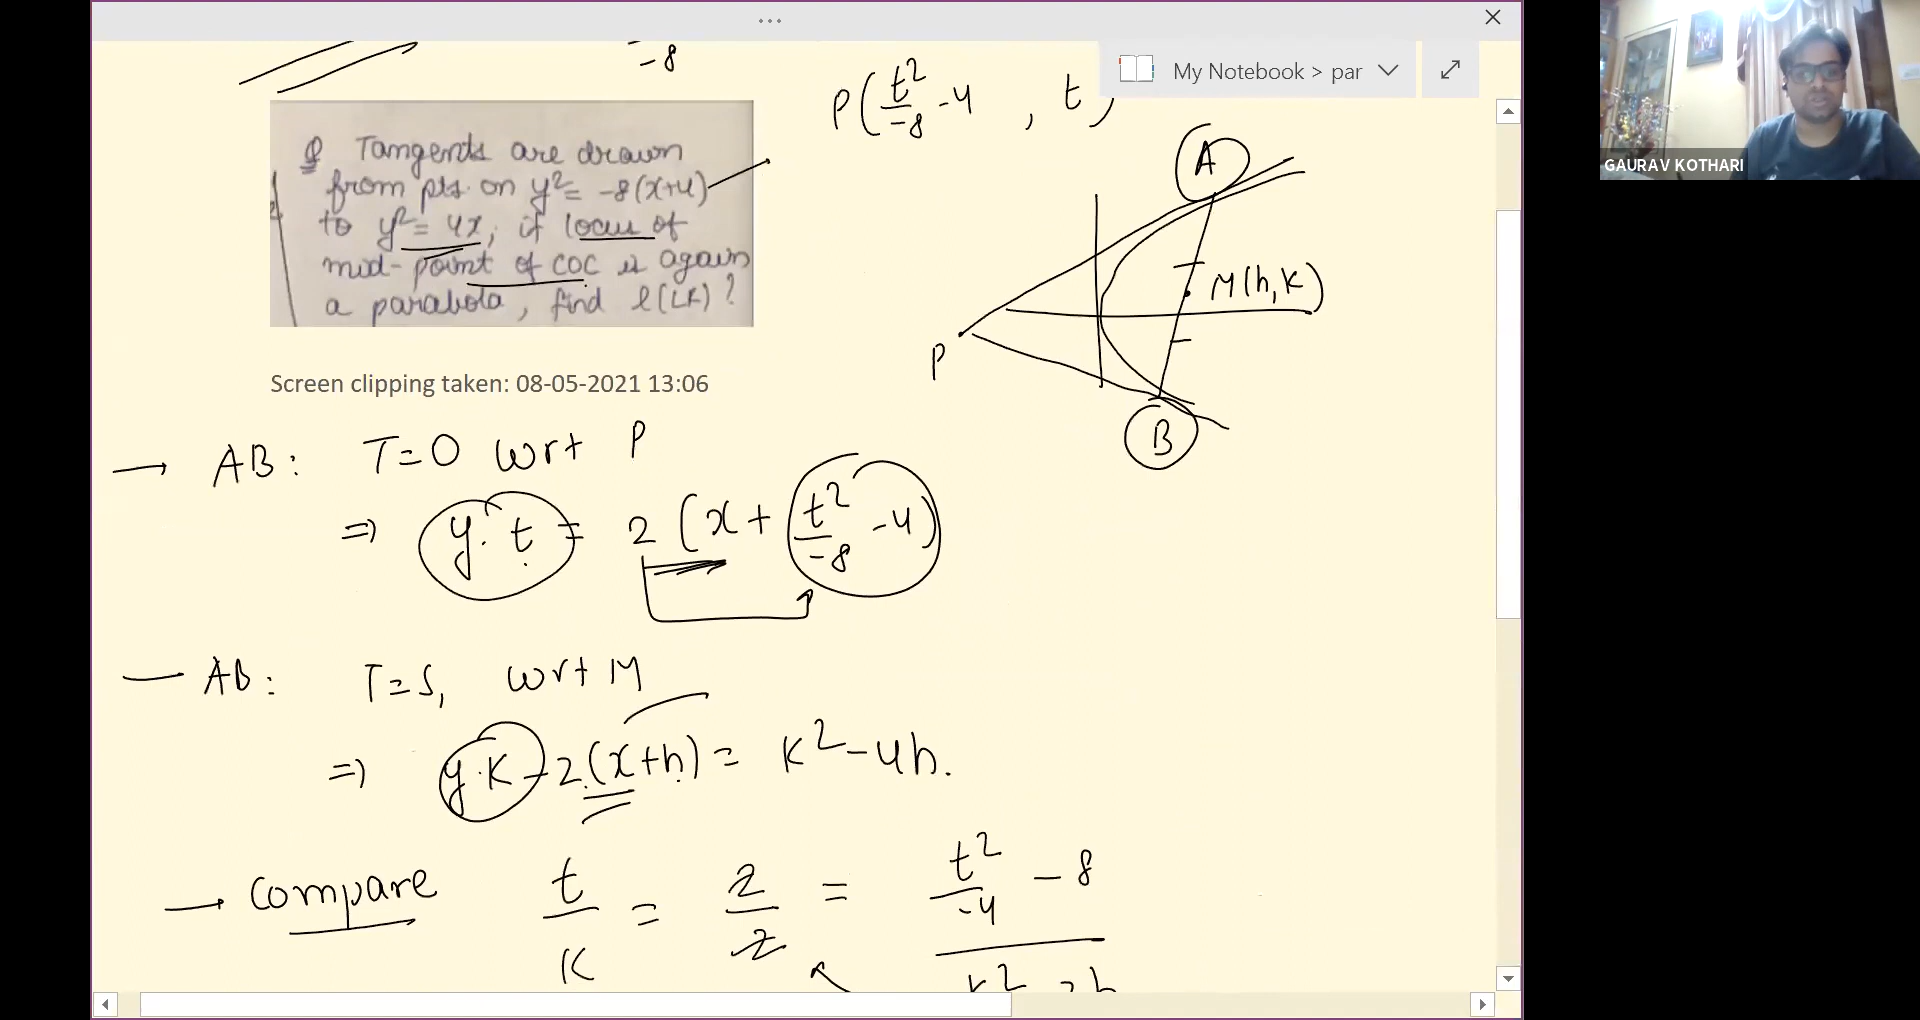 -8
P(t²/-8 -4 , t)
My Notebook > par
GAURAV KOTHARI
Q Tangents are drawn
from pts. on y²= -8(x+4)
to y²= 4x, if locus of
mid-point of COC is again
a parabola, find l(LR)?
A
M(h,k)
P
B
Screen clipping taken: 08-05-2021 13:06
→ AB: T=0 wrt P
⇒ y.t = 2(x+ t²/-8 -4)
— AB: T=S₁ wrt M
⇒ y.k-2(x+h)= k²-4h.
→ Compare t/k = 2/2 = t²/-4 - 8